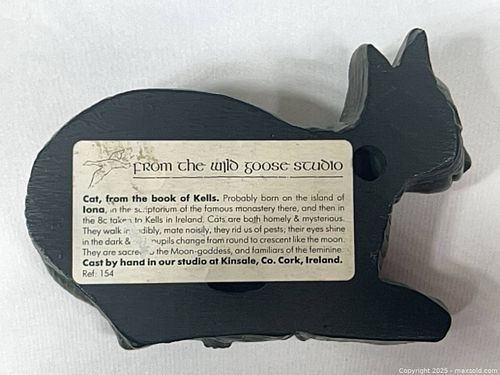 from the wild goose studio
Cat, from the book of Kells. Probably born on the island of
Iona, in the scriptorium of the famous monastery there, and then in
the 8c taken to Kells in Ireland. Cats are both homely & mysterious.
They walk in dibly, mate noisily, they rid us of pests; their eyes shine
in the dark & pupils change from round to crescent like the moon.
They are sacred to the Moon-goddess, and familiars of the feminine.
Cast by hand in our studio at Kinsale, Co. Cork, Ireland.
Ref: 154
Copyright © 2025 - maxsold.com